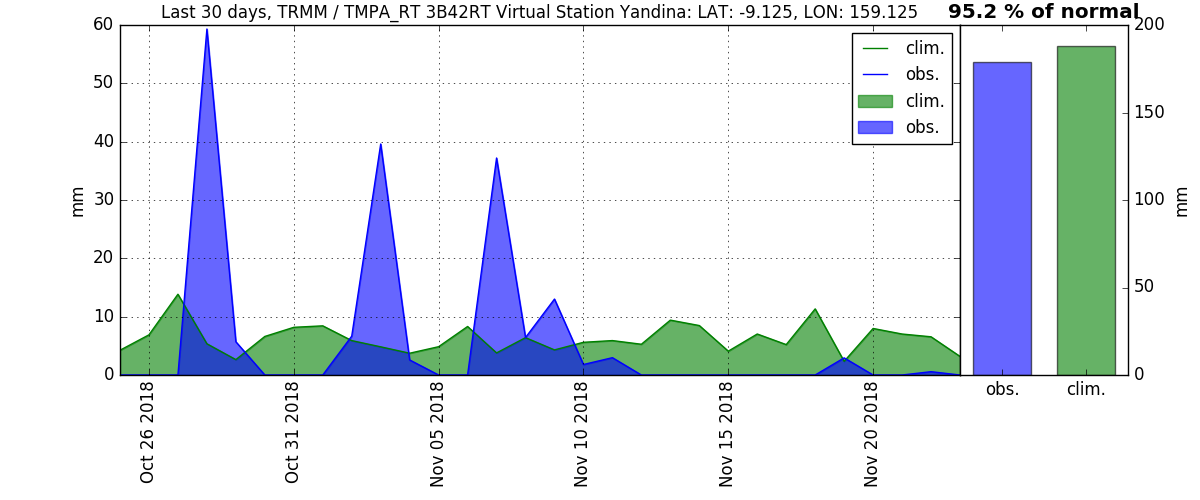 Last 30 days, TRMM / TMPA_RT 3B42RT Virtual Station Yandina: LAT: -9.125, LON: 159.125
95.2 % of normal
60
50
40
30
20
10
0
mm
clim.
obs.
clim.
obs.
200
150
100
50
0
mm
Oct 26 2018
Oct 31 2018
Nov 05 2018
Nov 10 2018
Nov 15 2018
Nov 20 2018
obs.
clim.